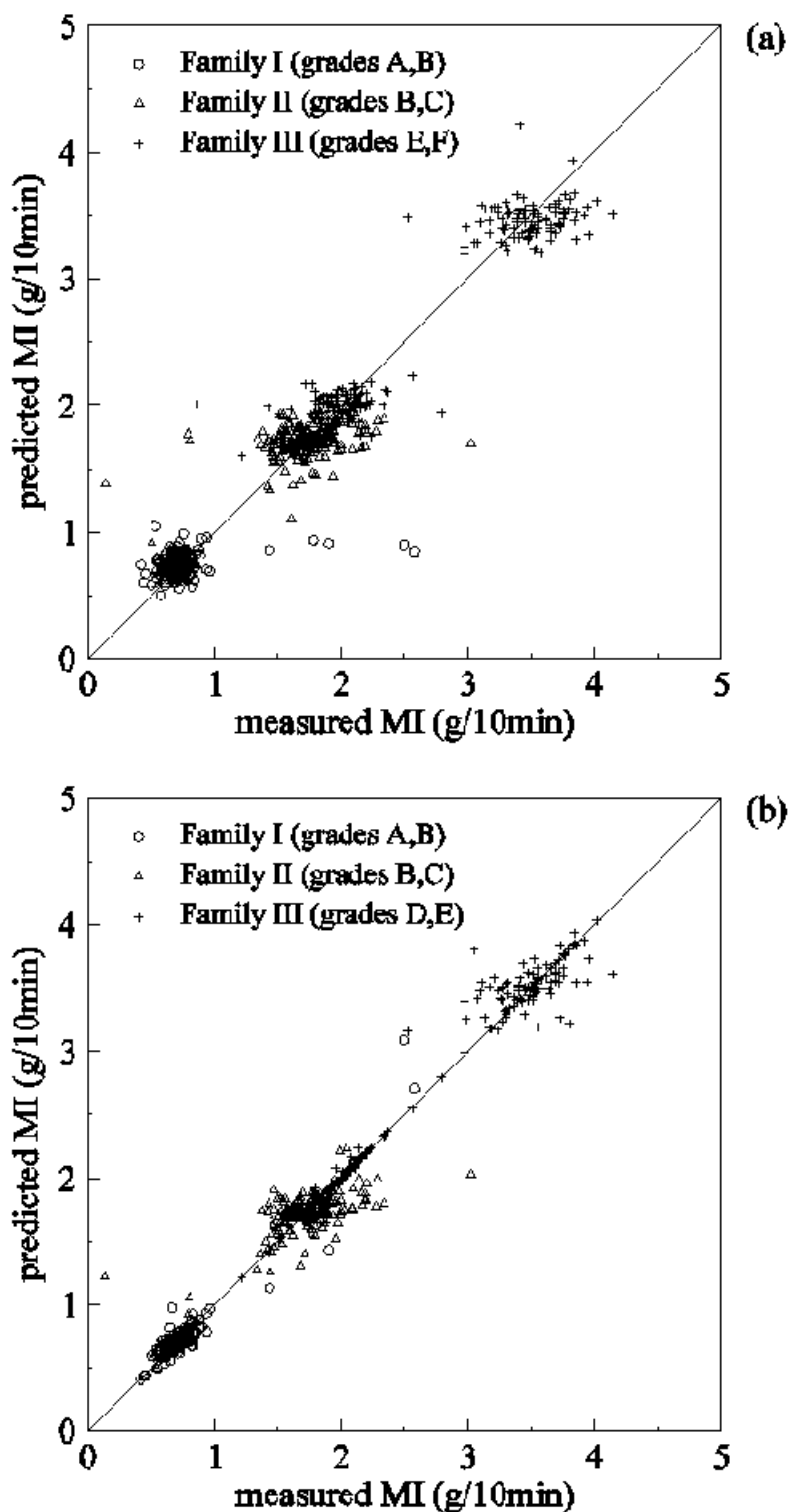 (a)
5
Family I (grades A,B)
Family II (grades B,C)
Family III (grades E,F)
4
3
2
1
0
predicted MI (g/10min)
0 1 2 3 4 5
measured MI (g/10min)
(b)
5
Family I (grades A,B)
Family II (grades B,C)
Family III (grades D,E)
4
3
2
1
0
predicted MI (g/10min)
0 1 2 3 4 5
measured MI (g/10min)